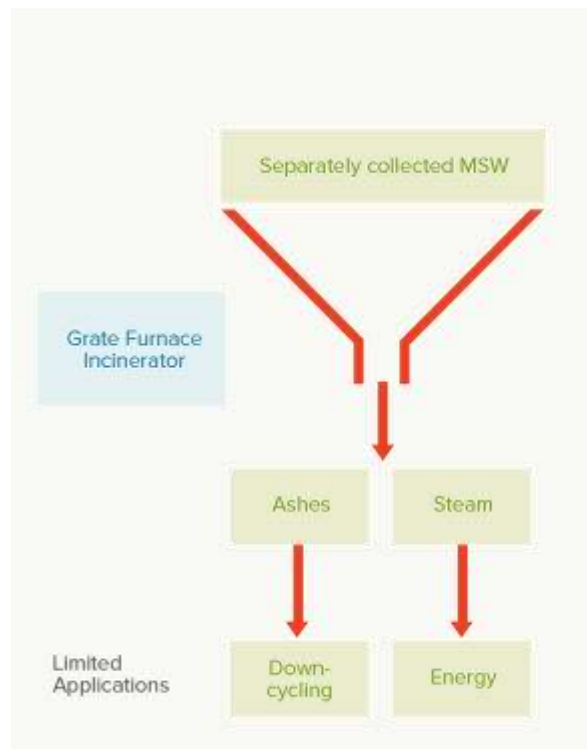 Separately collected MSW
Grate Furnace
Incinerator
Ashes
Steam
Limited
Applications
Down-
cycling
Energy